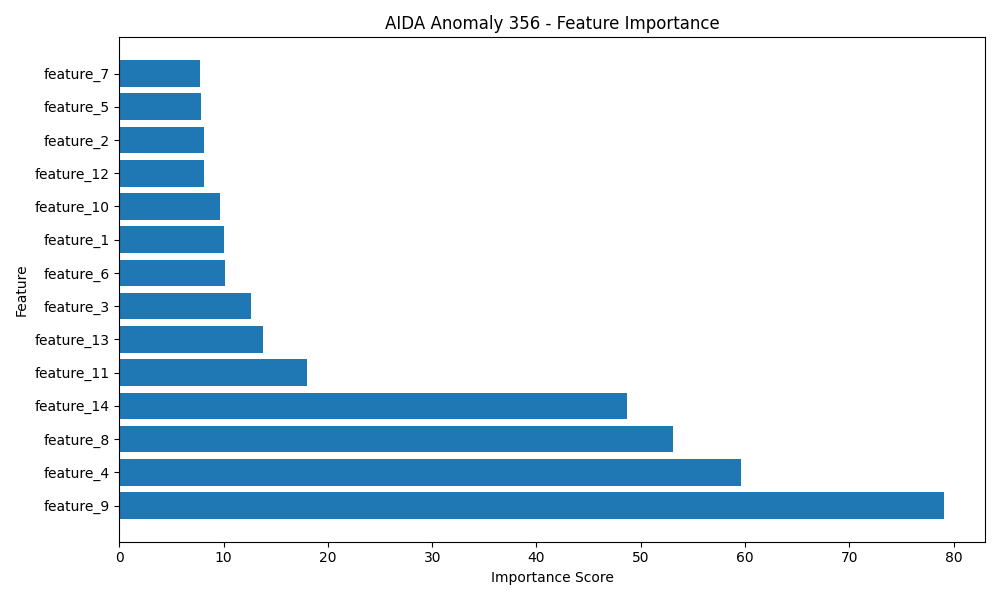 AIDA Anomaly 356 - Feature Importance
feature_7
feature_5
feature_2
feature_12
feature_10
feature_1
feature_6
feature_3
feature_13
feature_11
feature_14
feature_8
feature_4
feature_9
Feature
0 10 20 30 40 50 60 70 80
Importance Score